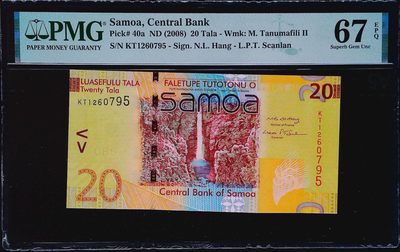 PMG
PAPER MONEY GUARANTY
Samoa, Central Bank
Pick# 40a ND (2008) 20 Tala - Wmk: M. Tanumafili II
S/N KT1260795 - Sign. N.L. Hang - L.P.T. Scanlan
67 EPQ
Superb Gem Unc
LUASEFULU TALA
Twenty Tala
KT1260795
FALETUPE TUTOTONU O
samoa
20
KT1260795
20
Central Bank of Samoa